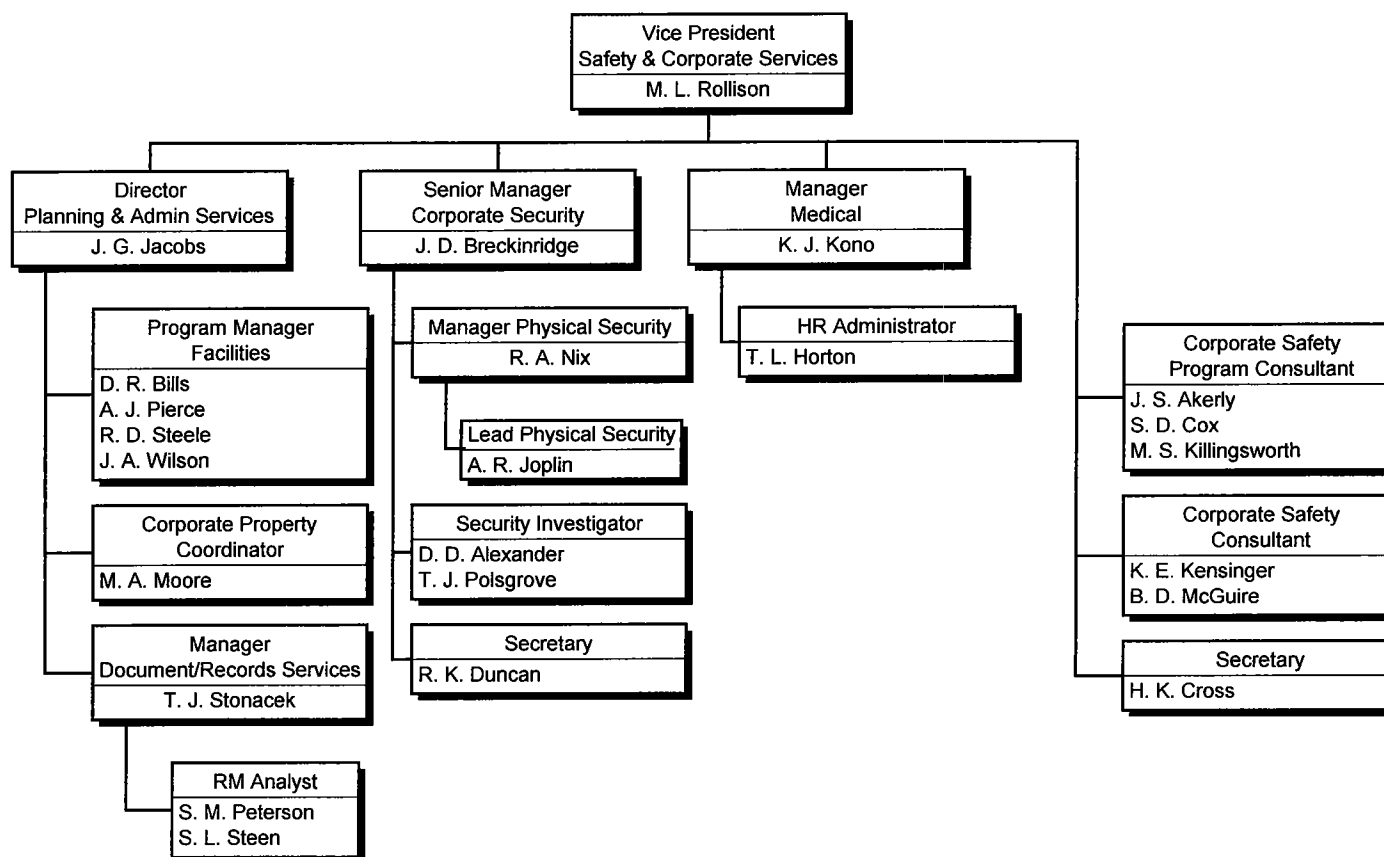 Vice President
Safety & Corporate Services
M. L. Rollison
Director
Planning & Admin Services
J. G. Jacobs
Program Manager
Facilities
D. R. Bills
A. J. Pierce
R. D. Steele
J. A. Wilson
Corporate Property
Coordinator
M. A. Moore
Manager
Document/Records Services
T. J. Stonacek
RM Analyst
S. M. Peterson
S. L. Steen
Senior Manager
Corporate Security
J. D. Breckinridge
Manager Physical Security
R. A. Nix
Lead Physical Security
A. R. Joplin
Security Investigator
D. D. Alexander
T. J. Polsgrove
Secretary
R. K. Duncan
Manager
Medical
K. J. Kono
HR Administrator
T. L. Horton
Corporate Safety
Program Consultant
J. S. Akerly
S. D. Cox
M. S. Killingsworth
Corporate Safety
Consultant
K. E. Kensinger
B. D. McGuire
Secretary
H. K. Cross